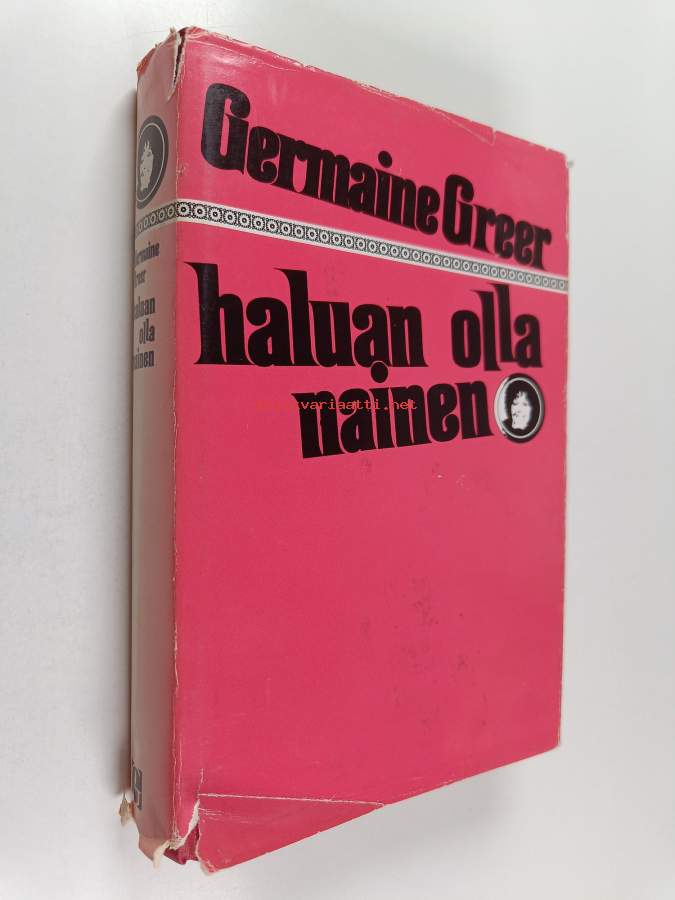 Germaine Greer
haluan olla
nainen
antikvariaatti.net
Germaine
Greer
haluan
olla
nainen